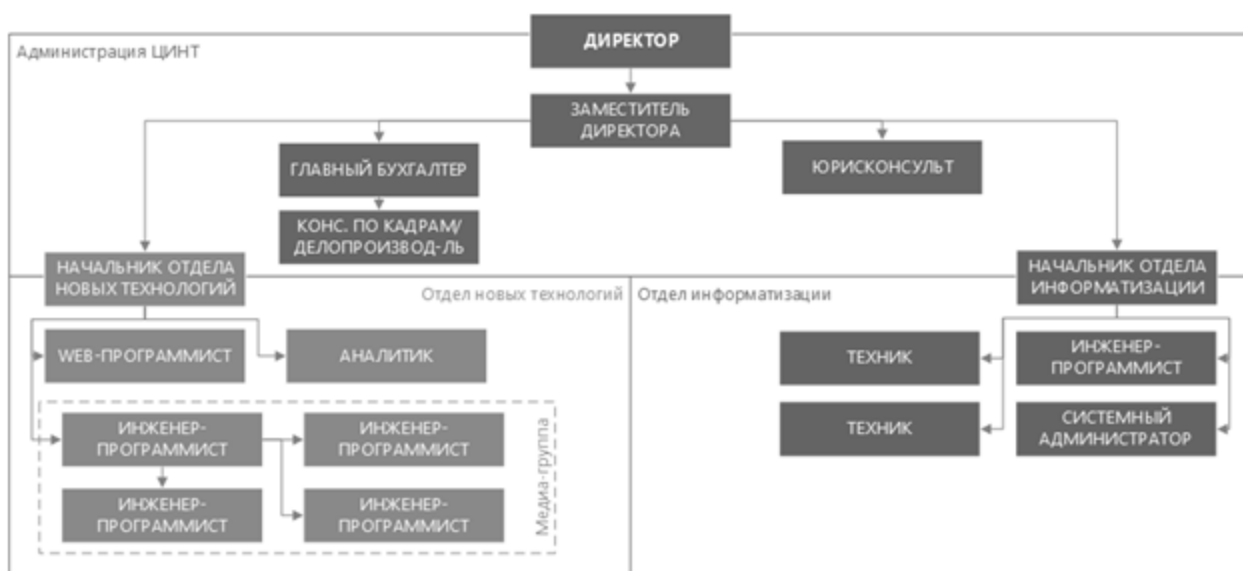 Администрация ЦИНТ
ДИРЕКТОР
ЗАМЕСТИТЕЛЬ
ДИРЕКТОРА
ГЛАВНЫЙ БУХГАЛТЕР
ЮРИСКОНСУЛЬТ
КОНС. ПО КАДРАМ/
ДЕЛОПРОИЗВОД-ЛЬ
НАЧАЛЬНИК ОТДЕЛА
НОВЫХ ТЕХНОЛОГИЙ
НАЧАЛЬНИК ОТДЕЛА
ИНФОРМАТИЗАЦИИ
Отдел новых технологий
Отдел информатизации
WEB-ПРОГРАММИСТ
АНАЛИТИК
ТЕХНИК
ИНЖЕНЕР-
ПРОГРАММИСТ
ИНЖЕНЕР-
ПРОГРАММИСТ
ИНЖЕНЕР-
ПРОГРАММИСТ
ТЕХНИК
СИСТЕМНЫЙ
АДМИНИСТРАТОР
ИНЖЕНЕР-
ПРОГРАММИСТ
ИНЖЕНЕР-
ПРОГРАММИСТ
Медиа-группа